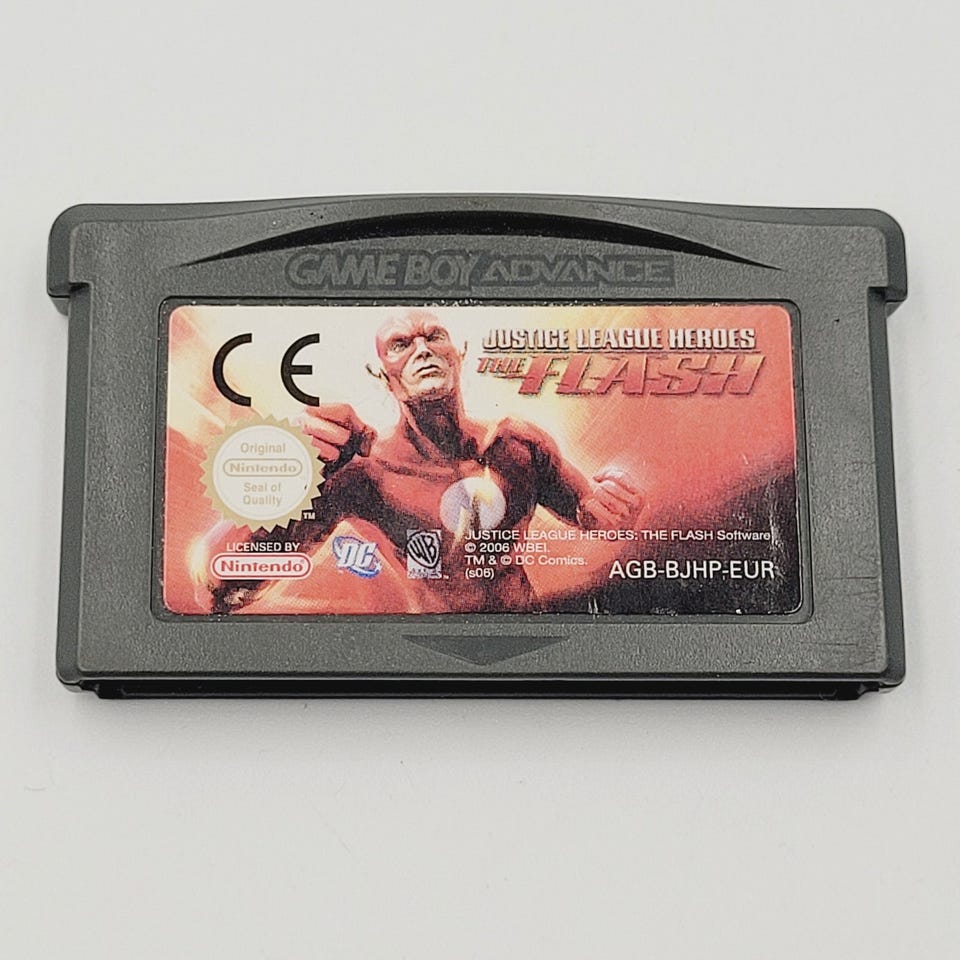 GAME BOY ADVANCE
CE
JUSTICE LEAGUE HEROES
THE FLASH
Original
Nintendo
Seal of
Quality
TM
LICENSED BY
Nintendo
DC
WB
JUSTICE LEAGUE HEROES: THE FLASH Software
© 2006 WBEI.
TM & © DC Comics.
(s06)
AGB-BJHP-EUR